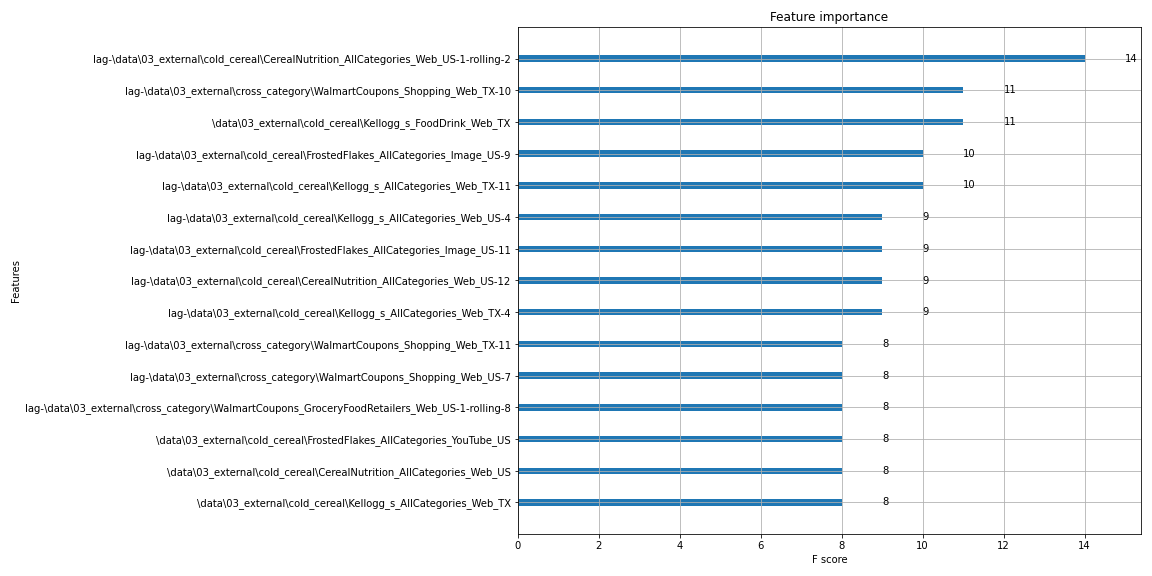 Feature importance
Features
lag-\data\03_external\cold_cereal\CerealNutrition_AllCategories_Web_US-1-rolling-2 14
lag-\data\03_external\cross_category\WalmartCoupons_Shopping_Web_TX-10 11
\data\03_external\cold_cereal\Kellogg_s_FoodDrink_Web_TX 11
lag-\data\03_external\cold_cereal\FrostedFlakes_AllCategories_Image_US-9 10
lag-\data\03_external\cold_cereal\Kellogg_s_AllCategories_Web_TX-11 10
lag-\data\03_external\cold_cereal\Kellogg_s_AllCategories_Web_US-4 9
lag-\data\03_external\cold_cereal\FrostedFlakes_AllCategories_Image_US-11 9
lag-\data\03_external\cold_cereal\CerealNutrition_AllCategories_Web_US-12 9
lag-\data\03_external\cold_cereal\Kellogg_s_AllCategories_Web_TX-4 9
lag-\data\03_external\cross_category\WalmartCoupons_Shopping_Web_TX-11 8
lag-\data\03_external\cross_category\WalmartCoupons_Shopping_Web_US-7 8
lag-\data\03_external\cross_category\WalmartCoupons_GroceryFoodRetailers_Web_US-1-rolling-8 8
\data\03_external\cold_cereal\FrostedFlakes_AllCategories_YouTube_US 8
\data\03_external\cold_cereal\CerealNutrition_AllCategories_Web_US 8
\data\03_external\cold_cereal\Kellogg_s_AllCategories_Web_TX 8
0 2 4 6 8 10 12 14
F score